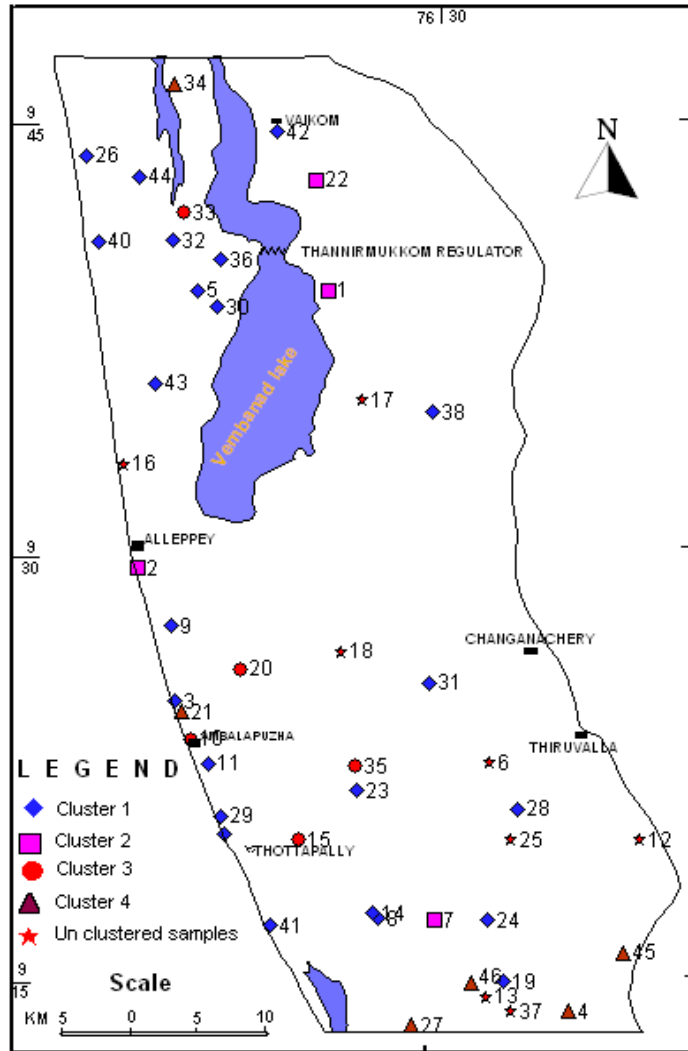 76 30
34
9
45
VAIKOM
42
N
26
44
22
33
40
32
36
THANNIRMUKKOM REGULATOR
5
1
30
Vembanad lake
43
17
38
16
ALLEPPEY
9
30
2
9
18
CHANGANACHERY
20
31
3
21
10
AMBALAPUZHA
THIRUVALLA
11
35
6
L E G E N D
23
Cluster 1
29
28
Cluster 2
15
25
12
THOTTAPALLY
Cluster 3
Cluster 4
14
8
7
24
41
Un clustered samples
45
9
15
Scale
46
19
13
37
4
KM
5 0 5 10
27